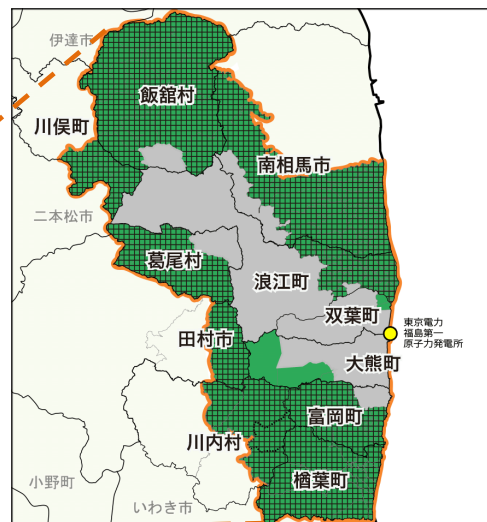 伊達市
飯舘村
川俣町
南相馬市
二本松市
葛尾村
浪江町
双葉町
東京電力
福島第一
原子力発電所
田村市
大熊町
富岡町
川内村
楢葉町
小野町
いわき市